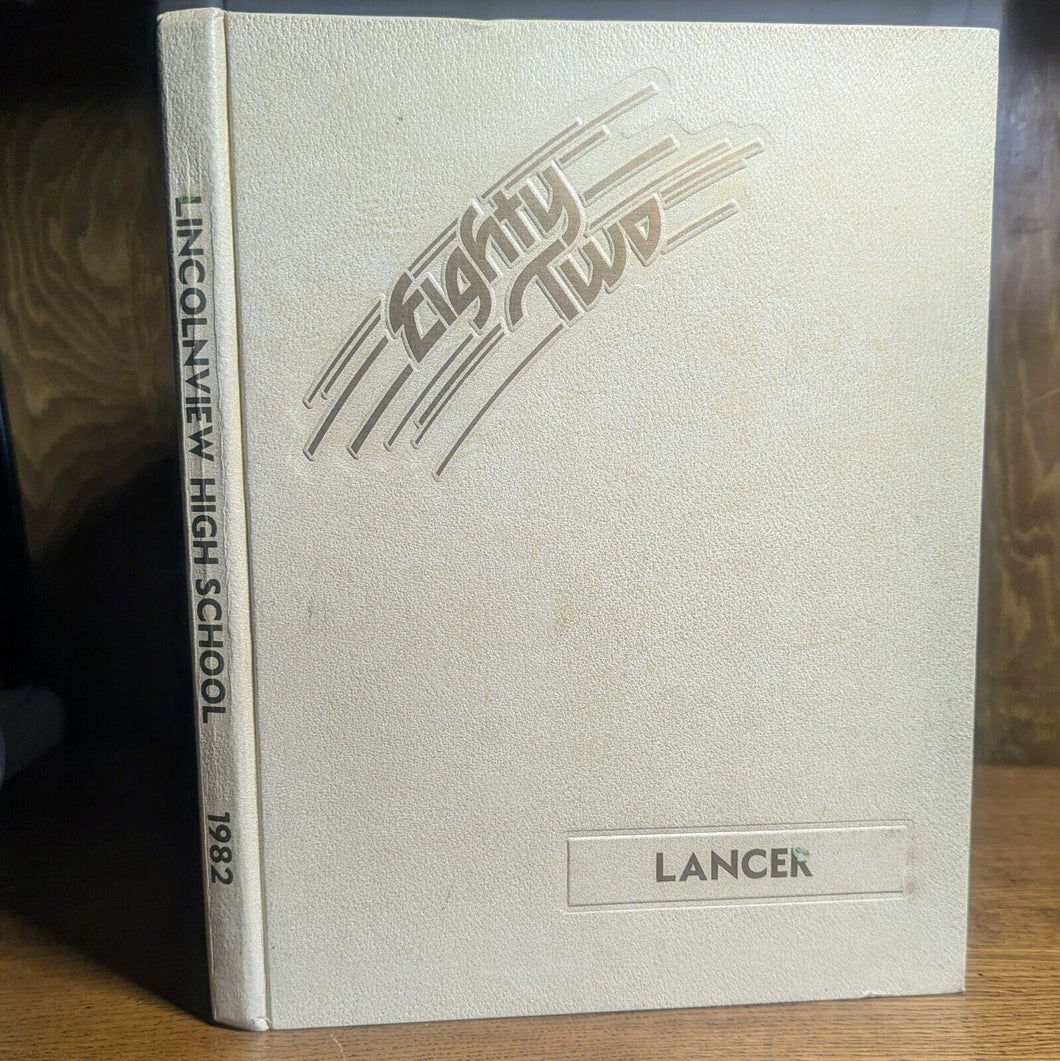 LINCOLNVIEW HIGH SCHOOL 1982
Eighty
Two
LANCER